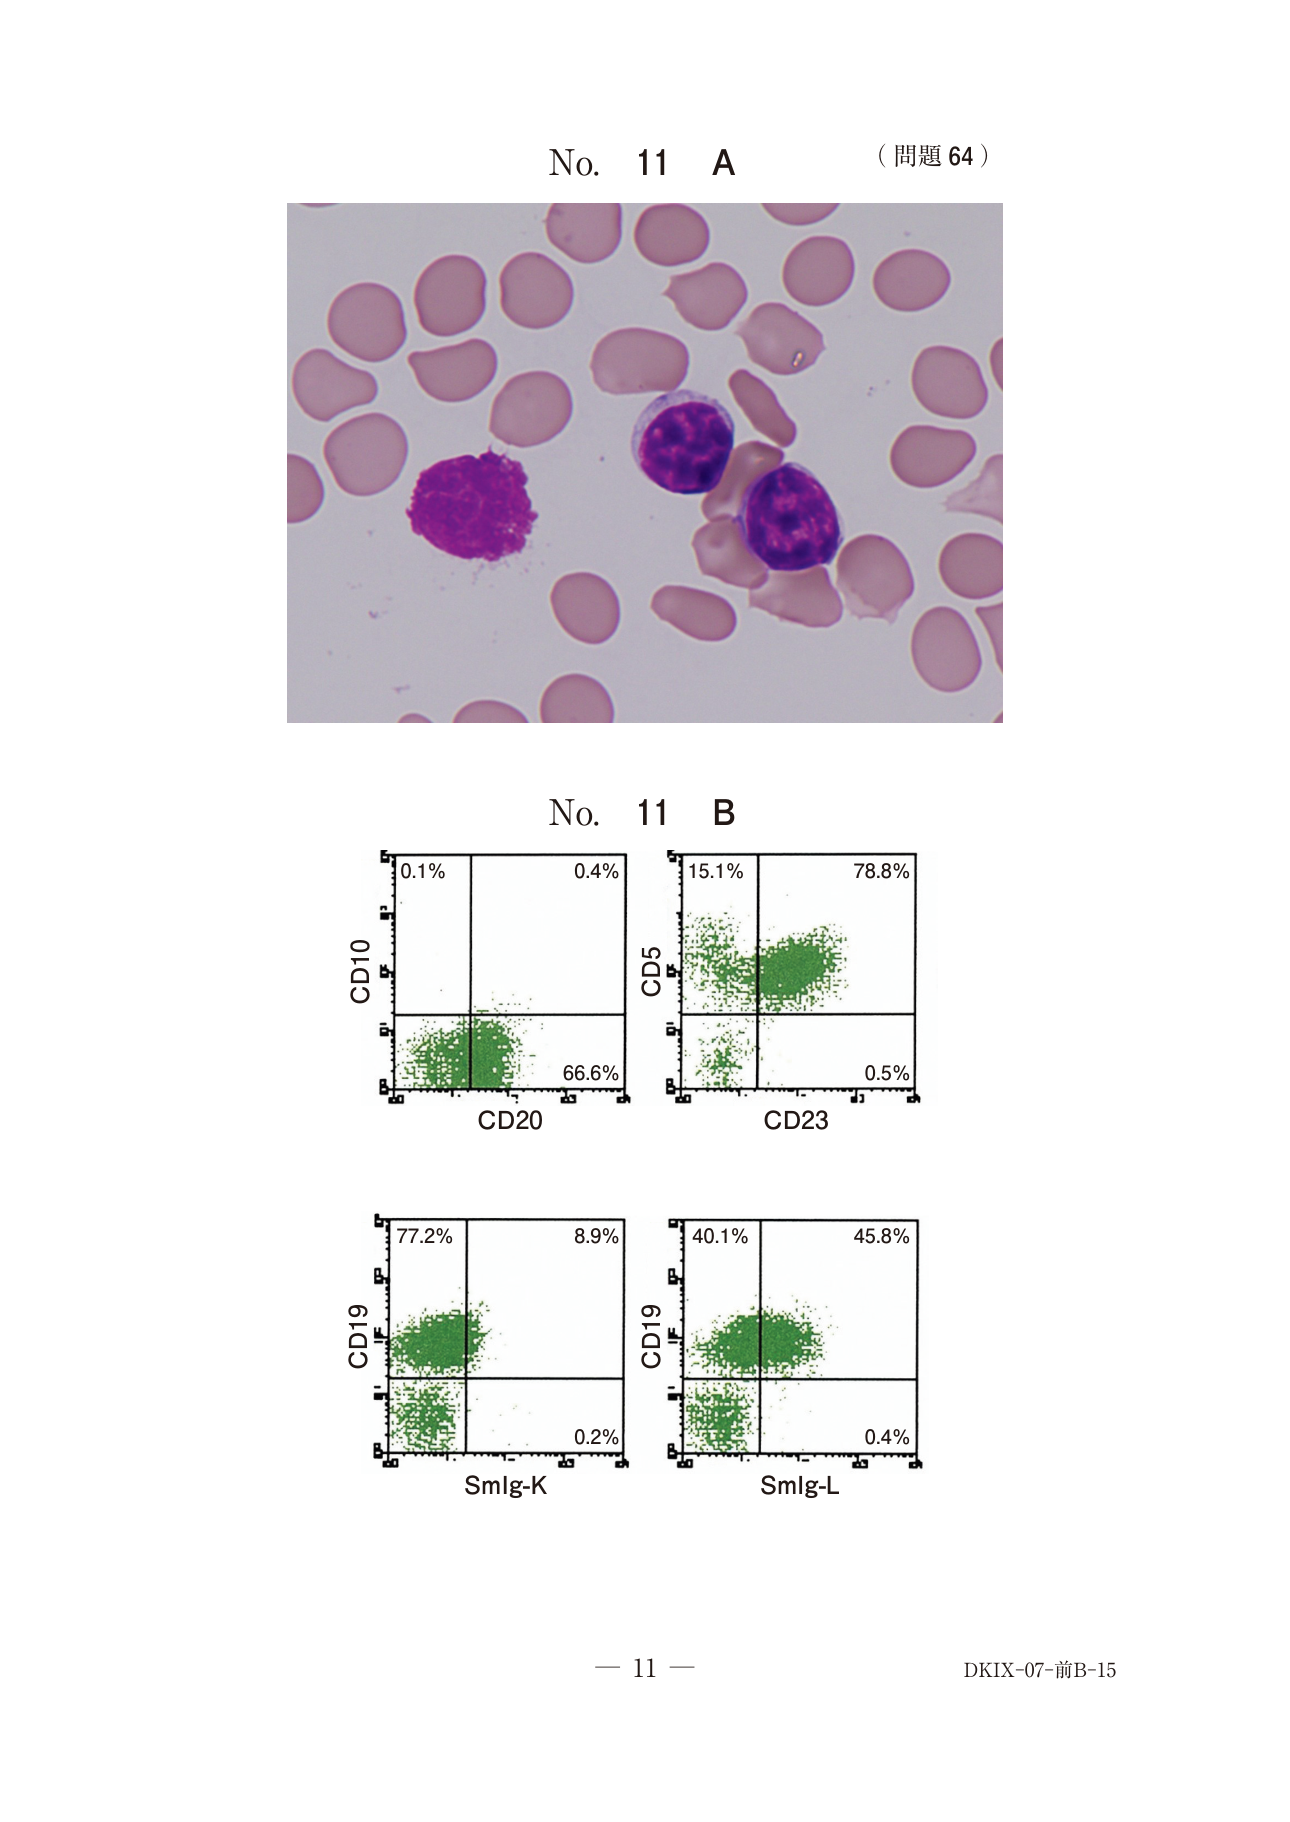 No. 11 A
( 問題 64 )
No. 11 B
0.1% 0.4%
66.6%
CD10
CD20
15.1% 78.8%
0.5%
CD5
CD23
77.2% 8.9%
0.2%
CD19
SmIg-K
40.1% 45.8%
0.4%
CD19
SmIg-L
— 11 —
DKIX-07-前B-15